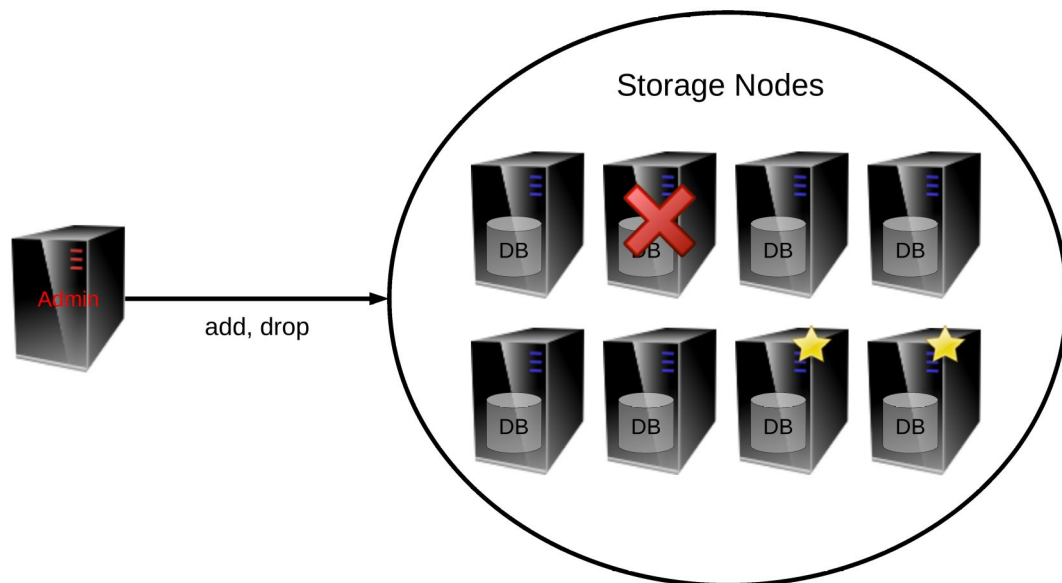 Storage Nodes
DB DB DB DB
Admin
add, drop
DB DB DB DB